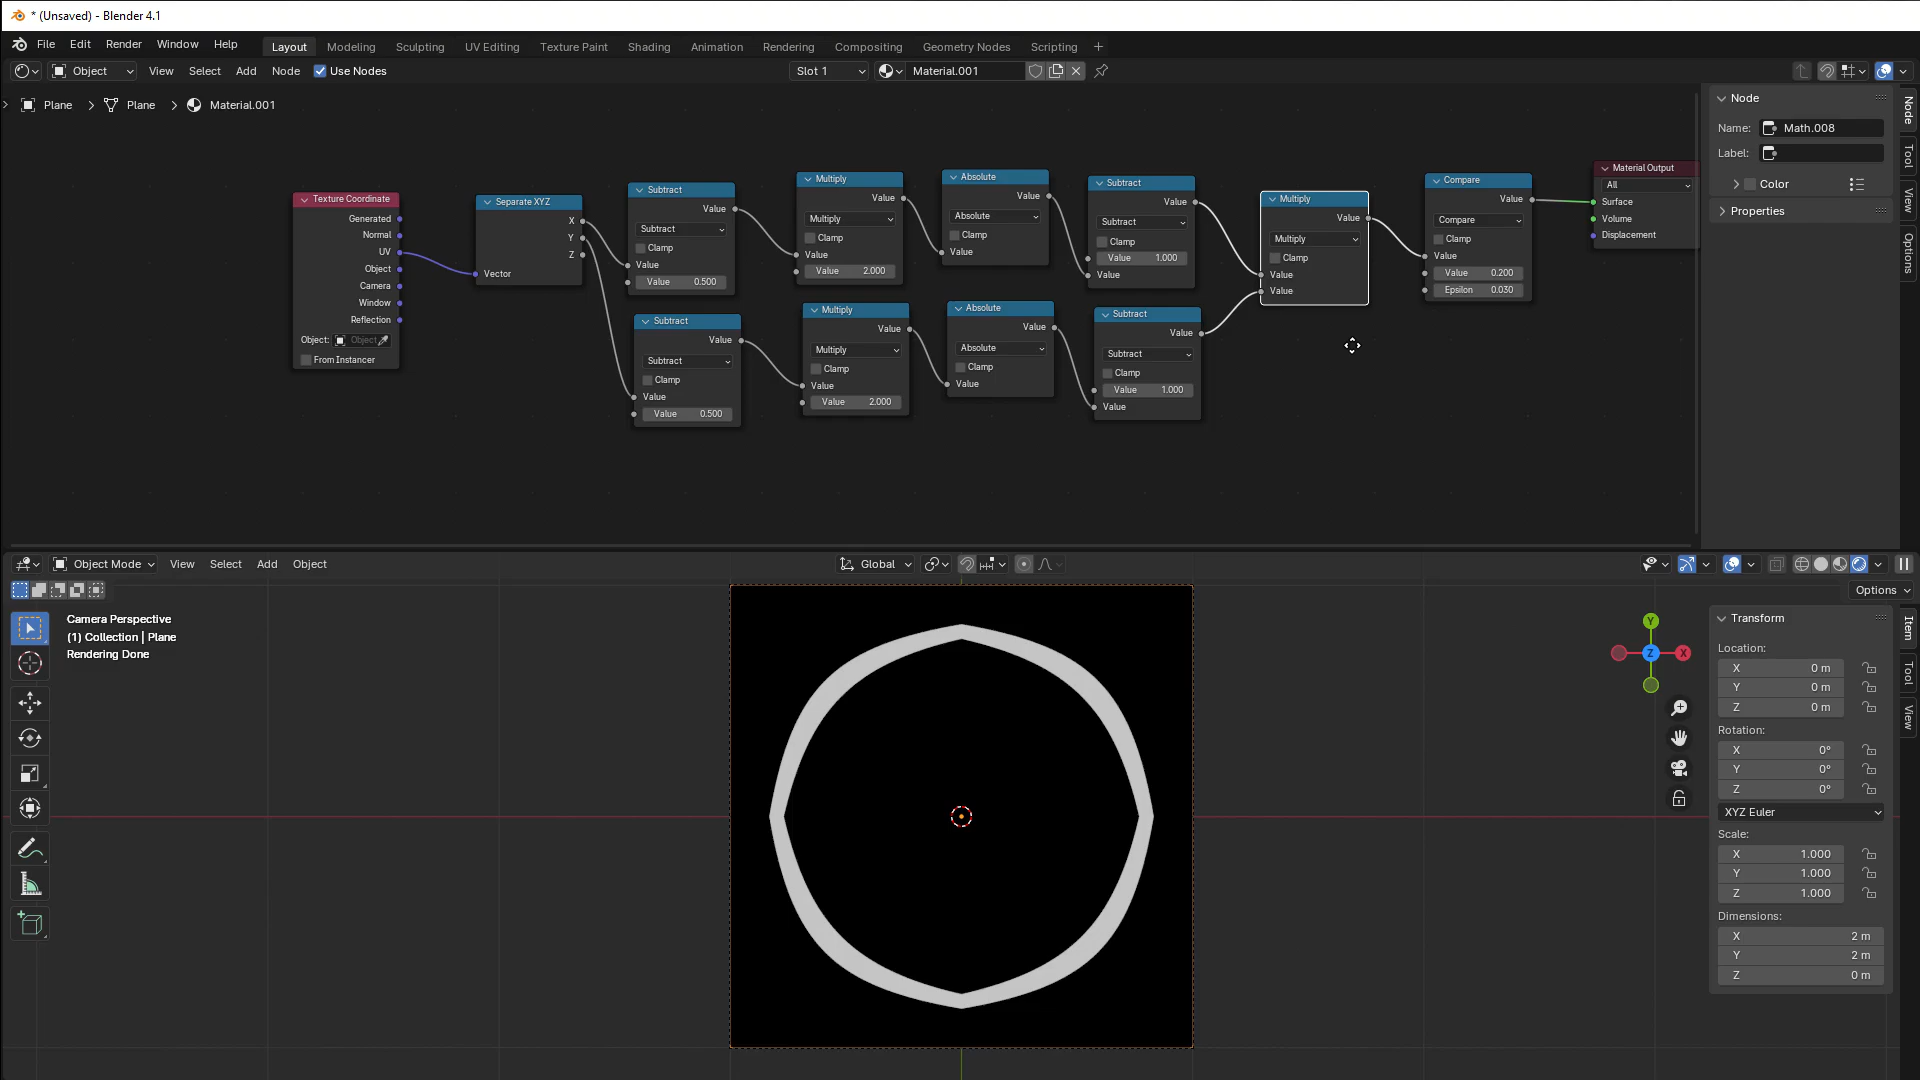 * (Unsaved) - Blender 4.1
File Edit Render Window Help Layout Modeling Sculpting UV Editing Texture Paint Shading Animation Rendering Compositing Geometry Nodes Scripting +
Object View Select Add Node Use Nodes Slot 1 Material.001
Plane > Plane > Material.001
Texture Coordinate
Generated
Normal
UV
Object
Camera
Window
Reflection
Object: Object
From Instancer
Separate XYZ
X
Y
Z
Vector
Subtract
Value
Subtract
Clamp
Value
Value 0.500
Subtract
Value
Subtract
Clamp
Value
Value 0.500
Multiply
Value
Multiply
Clamp
Value
Value 2.000
Multiply
Value
Multiply
Clamp
Value
Value 2.000
Absolute
Value
Absolute
Clamp
Value
Absolute
Value
Absolute
Clamp
Value
Subtract
Value
Subtract
Clamp
Value 1.000
Value
Subtract
Value
Subtract
Clamp
Value 1.000
Value
Multiply
Value
Multiply
Clamp
Value
Value
Compare
Value
Compare
Clamp
Value
Value 0.200
Epsilon 0.030
Material Output
All
Surface
Volume
Displacement
Node
Name: Math.008
Label:
Color
Properties
Node
Tool
View
Options
Object Mode View Select Add Object Global
Options
Camera Perspective
(1) Collection | Plane
Rendering Done
Y
Z X
Transform
Location:
X 0 m
Y 0 m
Z 0 m
Rotation:
X 0°
Y 0°
Z 0°
XYZ Euler
Scale:
X 1.000
Y 1.000
Z 1.000
Dimensions:
X 2 m
Y 2 m
Z 0 m
Item
Tool
View